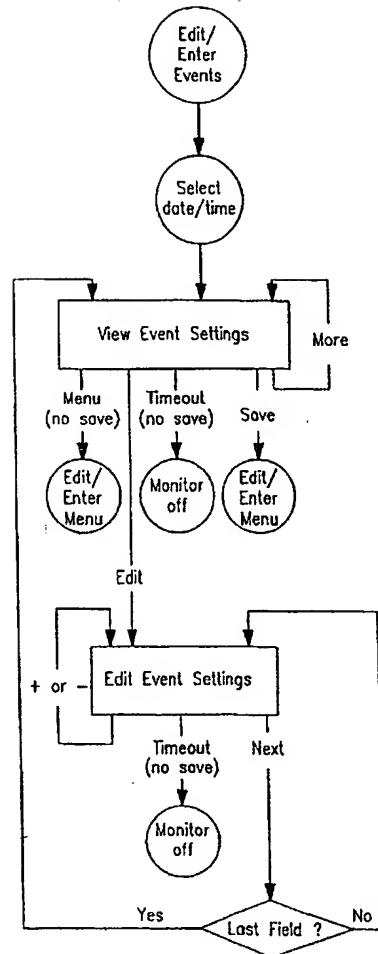 Edit/
Enter
Events
Select
date/time
View Event Settings
More
Menu
(no save)
Timeout
(no save)
Save
Edit/
Enter
Menu
Monitor
off
Edit/
Enter
Menu
Edit
+ or -
Edit Event Settings
Timeout
(no save)
Next
Monitor
off
Yes
Last Field ?
No